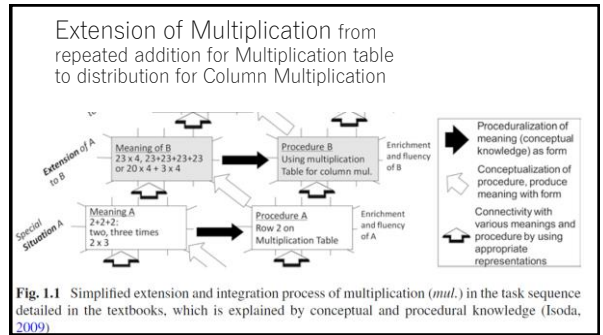 Extension of Multiplication from
repeated addition for Multiplication table
to distribution for Column Multiplication
Extension of A
to B
Meaning of B
23 x 4, 23+23+23+23
or 20 x 4 + 3 x 4
Procedure B
Using multiplication
Table for column mul.
Enrichment
and fluency
of B
Special
Situation A
Meaning A
2+2+2:
two, three times
2 x 3
Procedure A
Row 2 on
Multiplication Table
Enrichment
and fluency
of A
Proceduralization of
meaning (conceptual
knowledge) as form
Conceptualization of
procedure, produce
meaning with form
Connectivity with
various meanings and
procedure by using
appropriate
representations
Fig. 1.1 Simplified extension and integration process of multiplication (mul.) in the task sequence
detailed in the textbooks, which is explained by conceptual and procedural knowledge (Isoda,
2009)